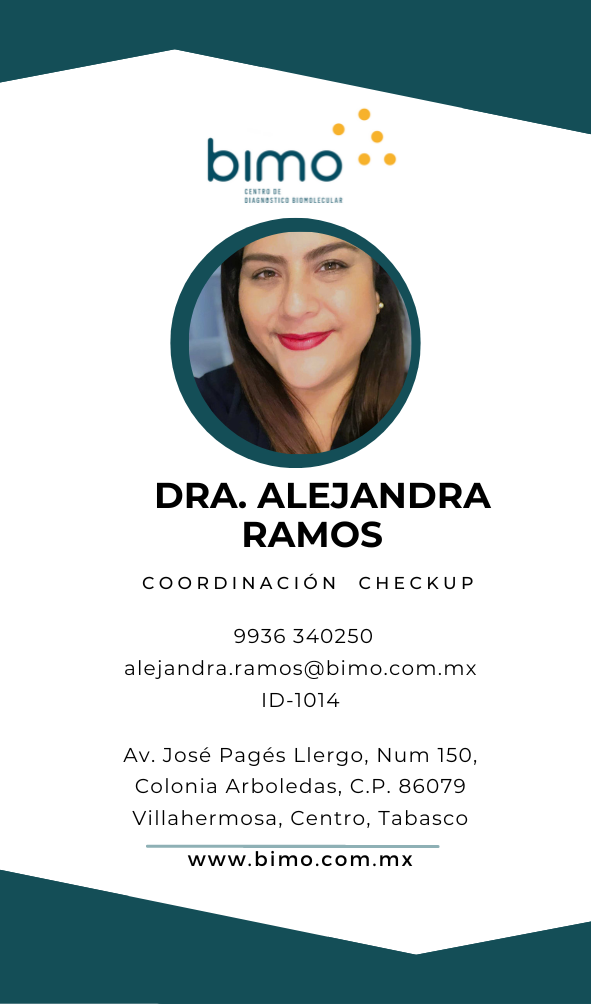 bimo
CENTRO DE
DIAGNOSTICO BIOMOLECULAR
DRA. ALEJANDRA
RAMOS
COORDINACIÓN CHECKUP
9936 340250
alejandra.ramos@bimo.com.mx
ID-1014
Av. José Pagés Llergo, Num 150,
Colonia Arboledas, C.P. 86079
Villahermosa, Centro, Tabasco
www.bimo.com.mx